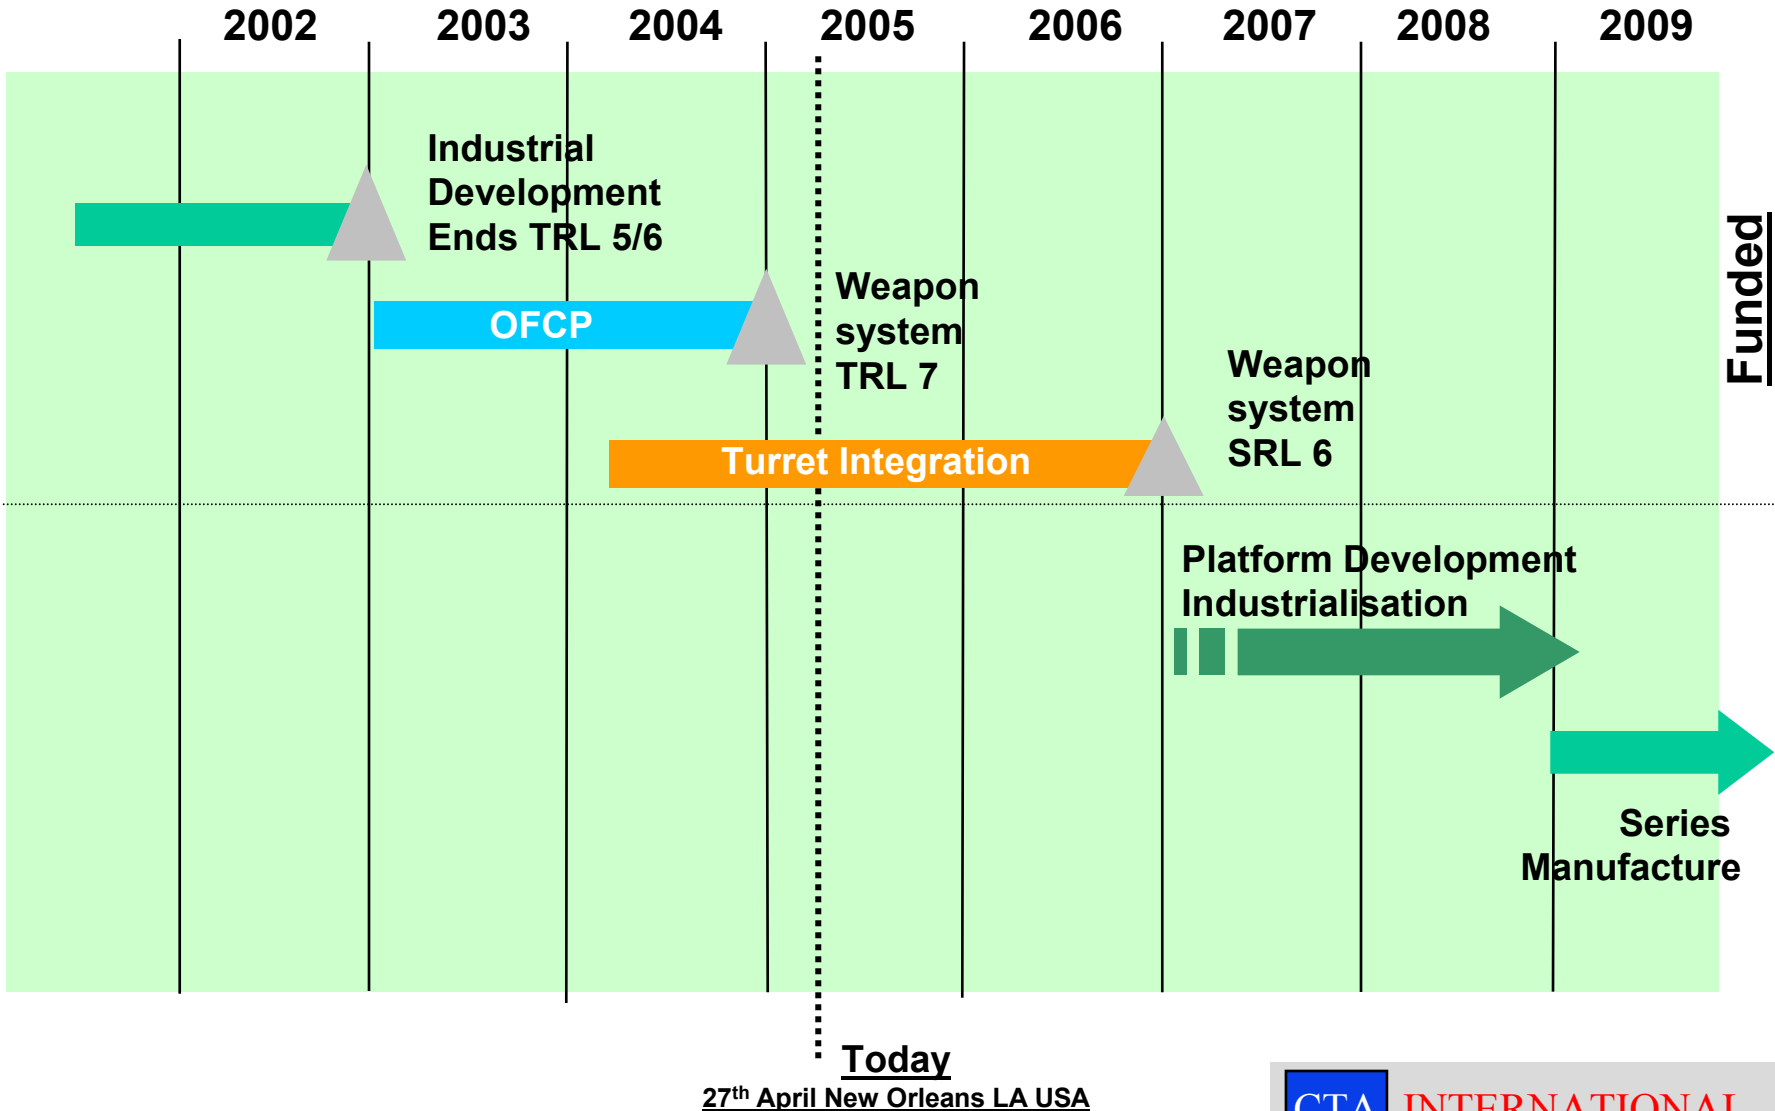 2002 2003 2004 2005 2006 2007 2008 2009
Industrial
Development
Ends TRL 5/6
Funded
OFCP
Weapon
system
TRL 7
Weapon
system
SRL 6
Turret Integration
Platform Development
Industrialisation
Series
Manufacture
Today
27th April New Orleans LA USA
CTA INTERNATIONAL